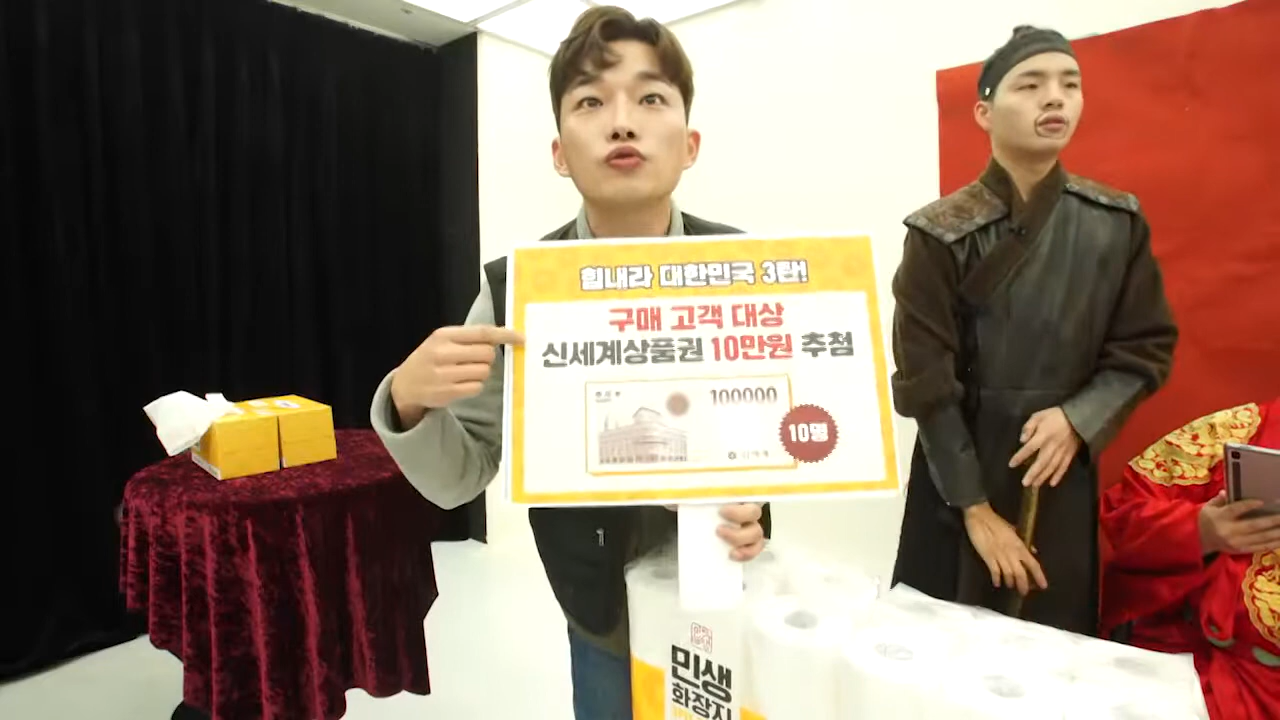 힘내라 대한민국 3탄!
구매 고객 대상
신세계상품권 10만원 추첨
100000
10명
민생
화장지